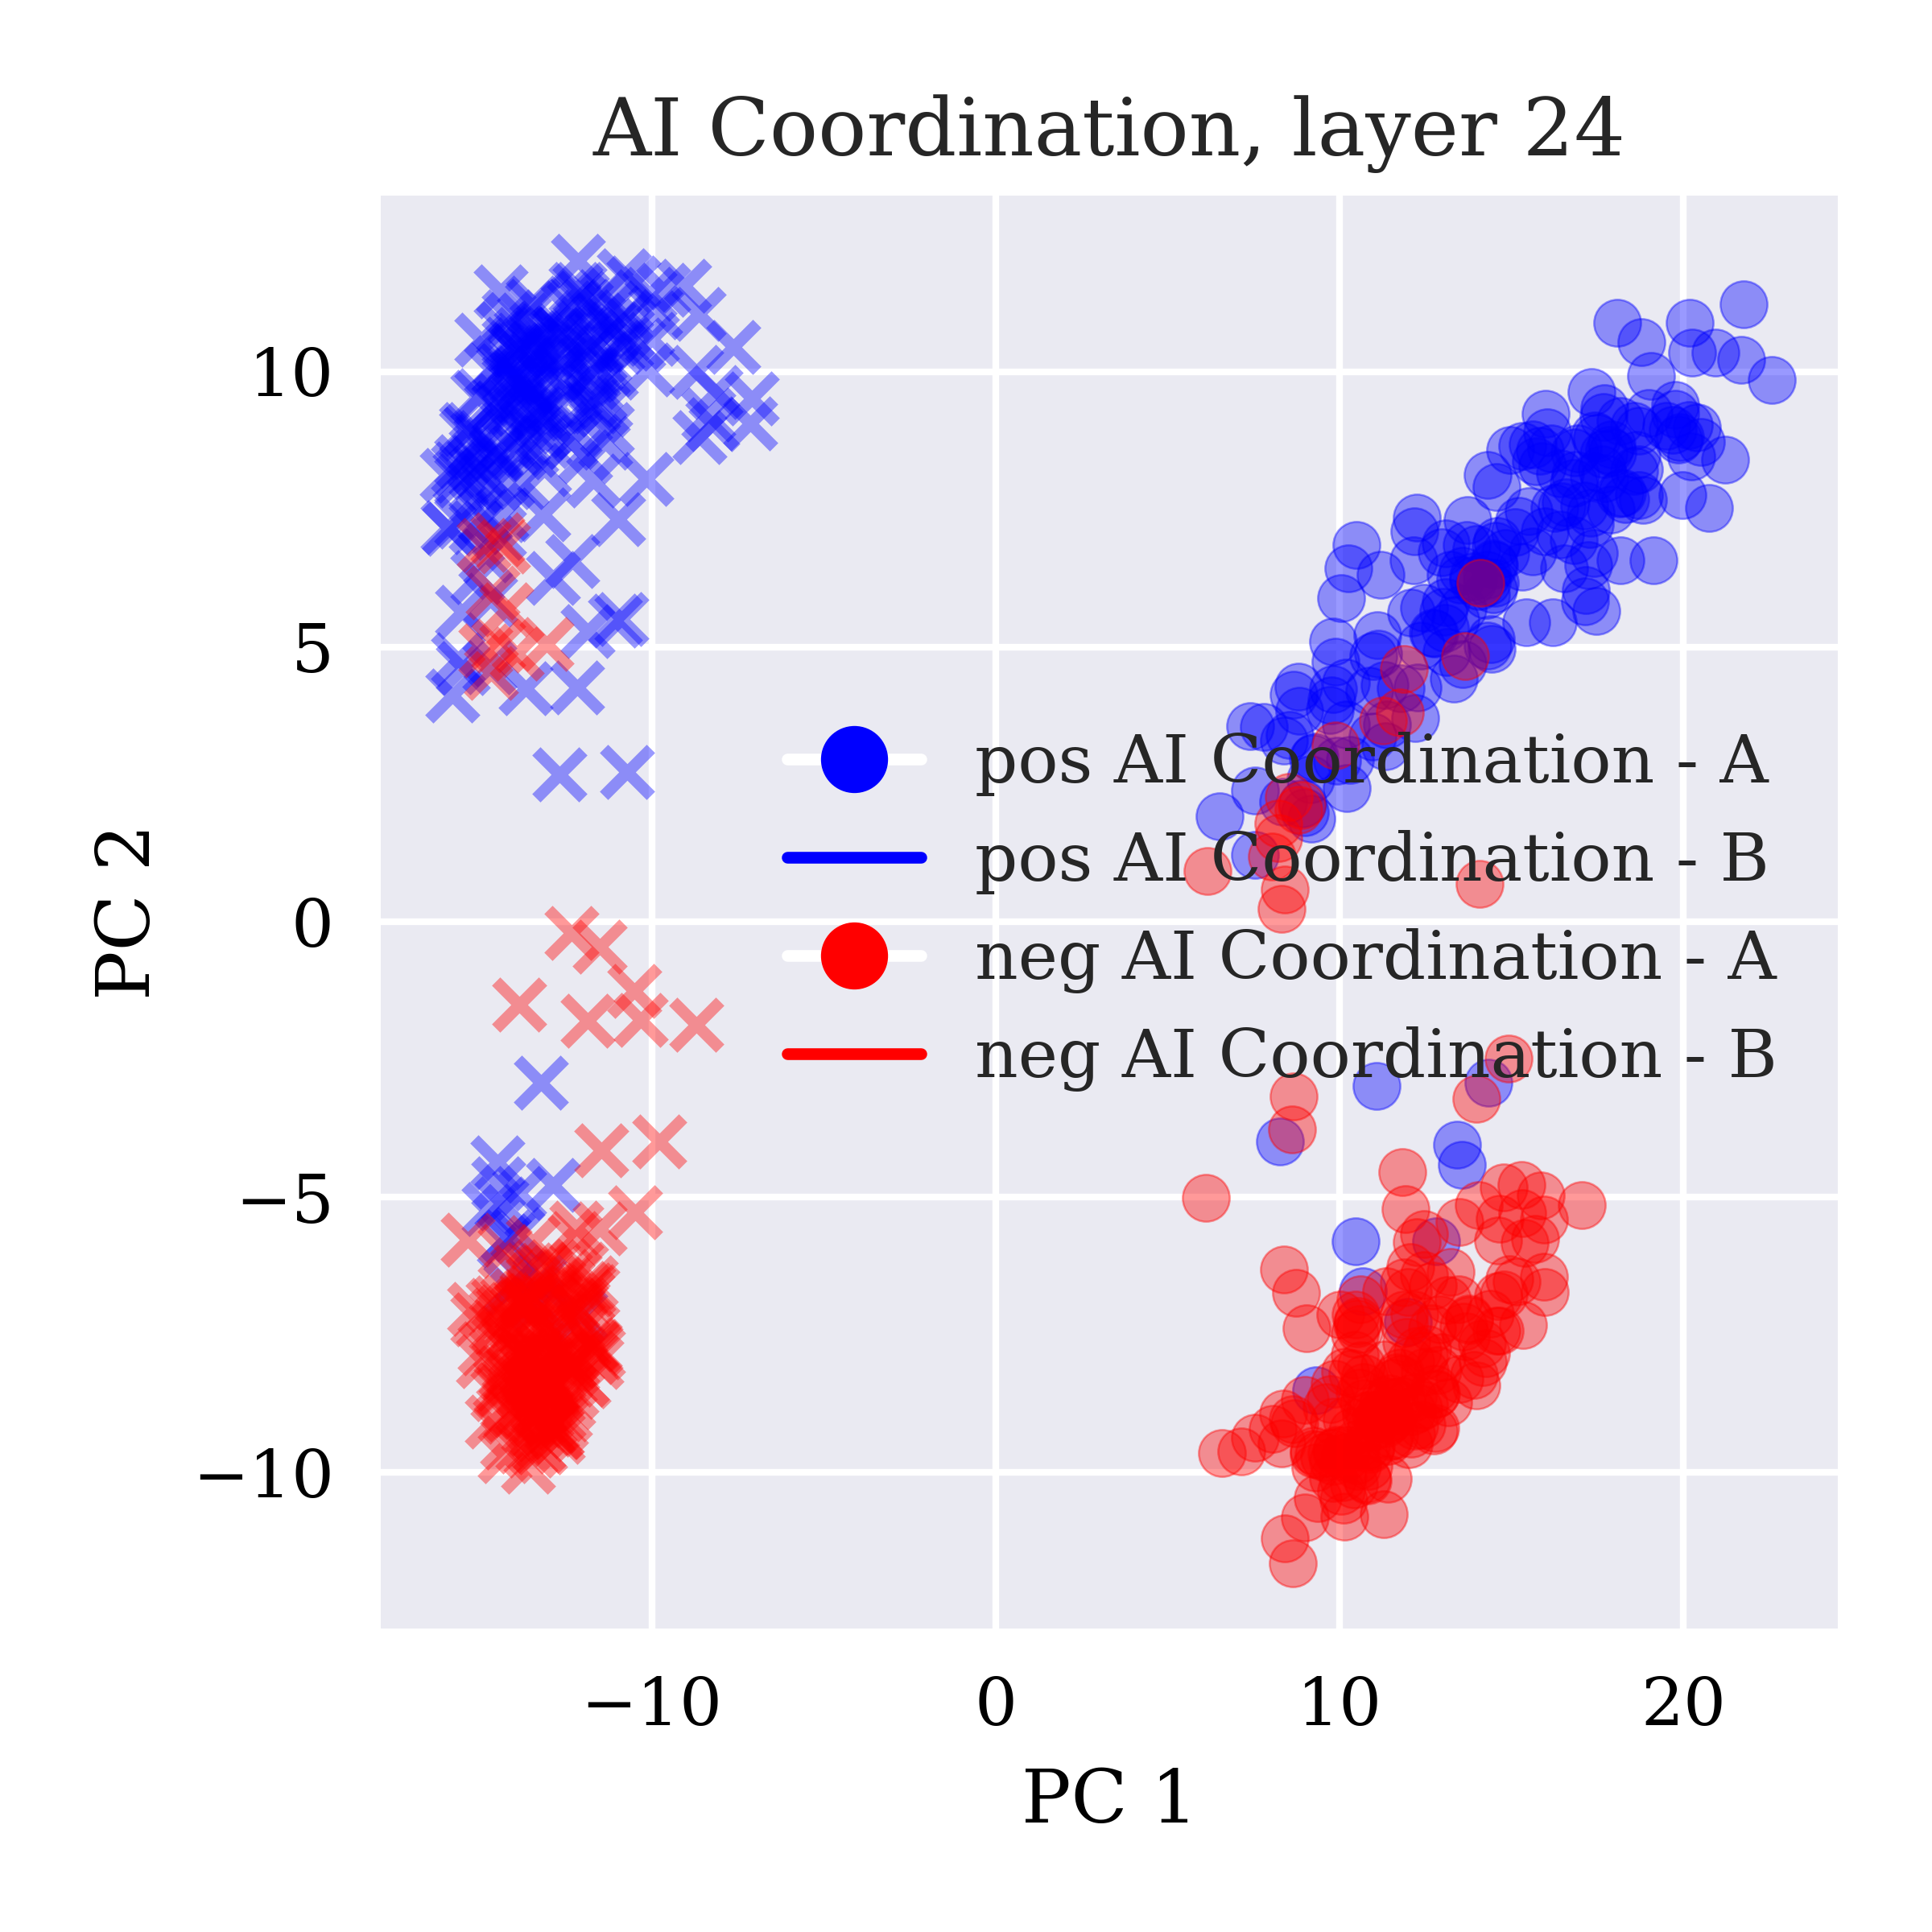 AI Coordination, layer 24
10
5
0
−5
−10
PC 2
pos AI Coordination - A
pos AI Coordination - B
neg AI Coordination - A
neg AI Coordination - B
−10 0 10 20
PC 1